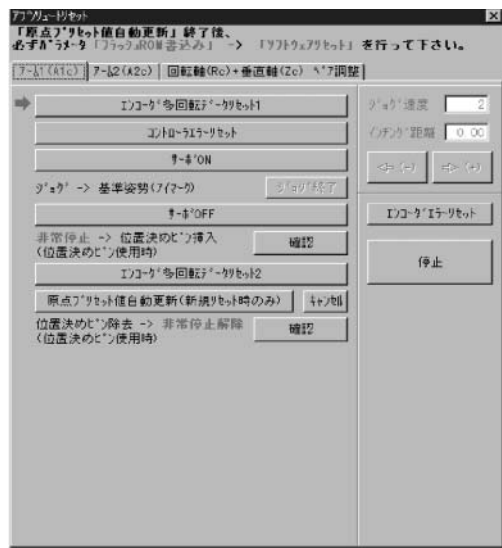 アブソリュートリセット
「原点プリセット値自動更新」終了後、
必ずパラメータ「フラッシュROM書込み」 -> 「ソフトウェアリセット」 を行って下さい。
アーム1(A1c)
アーム2(A2c)
回転軸(Rc)+垂直軸(Zc) ペア調整
エンコーダ多回転データリセット1
コントローラエラーリセット
サーボON
ジョグ -> 基準姿勢(アイマーク)
ジョグ終了
サーボOFF
非常停止 -> 位置決めピン挿入
(位置決めピン使用時)
確認
エンコーダ多回転データリセット2
原点プリセット値自動更新(新規リセット時のみ)
キャンセル
位置決めピン除去 -> 非常停止解除
(位置決めピン使用時)
確認
ジョグ速度 2
インチング距離 0.00
<= (-)
=> (+)
エンコーダエラーリセット
停止